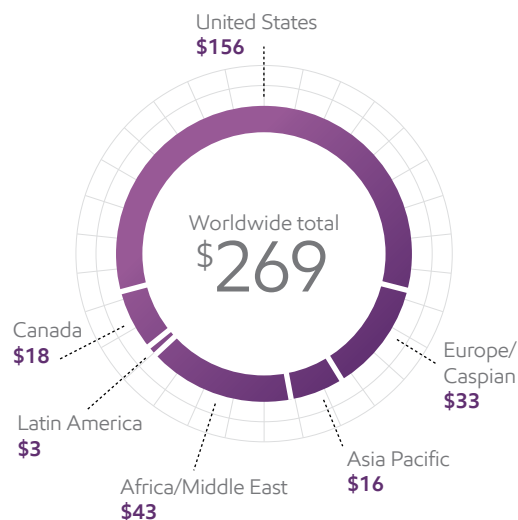 United States
$156
Worldwide total
$269
Canada
$18
Europe/
Caspian
$33
Latin America
$3
Asia Pacific
$16
Africa/Middle East
$43